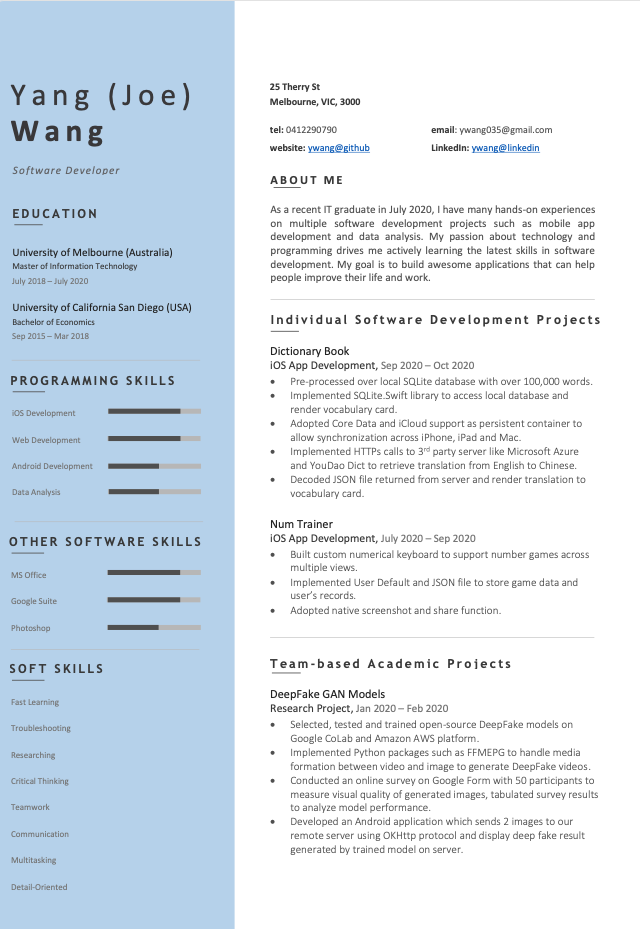 Yang (Joe)
Wang
Software Developer
EDUCATION
University of Melbourne (Australia)
Master of Information Technology
July 2018 – July 2020
University of California San Diego (USA)
Bachelor of Economics
Sep 2015 – Mar 2018
PROGRAMMING SKILLS
iOS Development
Web Development
Android Development
Data Analysis
OTHER SOFTWARE SKILLS
MS Office
Google Suite
Photoshop
SOFT SKILLS
Fast Learning
Troubleshooting
Researching
Critical Thinking
Teamwork
Communication
Multitasking
Detail-Oriented
25 Therry St
Melbourne, VIC, 3000
tel: 0412290790 email: ywang035@gmail.com
website: ywang@github LinkedIn: ywang@linkedin
ABOUT ME
As a recent IT graduate in July 2020, I have many hands-on experiences
on multiple software development projects such as mobile app
development and data analysis. My passion about technology and
programming drives me actively learning the latest skills in software
development. My goal is to build awesome applications that can help
people improve their life and work.
Individual Software Development Projects
Dictionary Book
iOS App Development, Sep 2020 – Oct 2020
• Pre-processed over local SQLite database with over 100,000 words.
• Implemented SQLite.Swift library to access local database and
render vocabulary card.
• Adopted Core Data and iCloud support as persistent container to
allow synchronization across iPhone, iPad and Mac.
• Implemented HTTPs calls to 3rd party server like Microsoft Azure
and YouDao Dict to retrieve translation from English to Chinese.
• Decoded JSON file returned from server and render translation to
vocabulary card.
Num Trainer
iOS App Development, July 2020 – Sep 2020
• Built custom numerical keyboard to support number games across
multiple views.
• Implemented User Default and JSON file to store game data and
user's records.
• Adopted native screenshot and share function.
Team-based Academic Projects
DeepFake GAN Models
Research Project, Jan 2020 – Feb 2020
• Selected, tested and trained open-source DeepFake models on
Google CoLab and Amazon AWS platform.
• Implemented Python packages such as FFMEPG to handle media
formation between video and image to generate DeepFake videos.
• Conducted an online survey on Google Form with 50 participants to
measure visual quality of generated images, tabulated survey results
to analyze model performance.
• Developed an Android application which sends 2 images to our
remote server using OKHttp protocol and display deep fake result
generated by trained model on server.